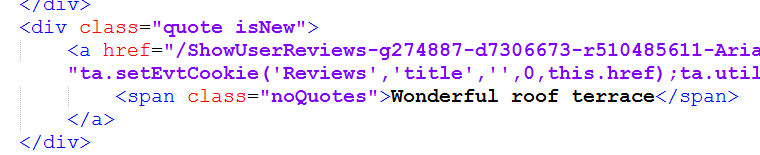 </div>
<div class="quote isNew">
<a href="/ShowUserReviews-g274887-d7306673-r510485611-Aria
"ta.setEvtCookie('Reviews','title','',0,this.href);ta.util
<span class="noQuotes">Wonderful roof terrace</span>
</a>
</div>